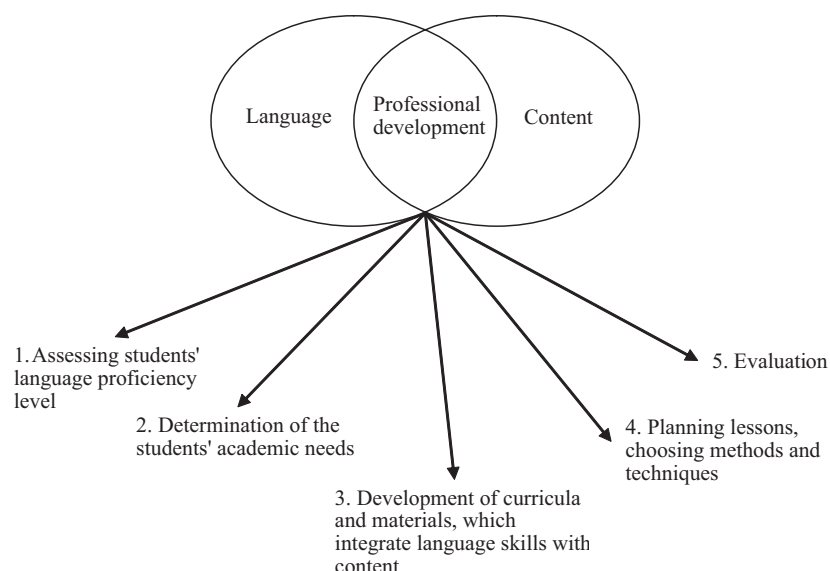 Language
Professional
development
Content
1. Assessing students'
language proficiency
level
2. Determination of the
students' academic needs
3. Development of curricula
and materials, which
integrate language skills with
content
4. Planning lessons,
choosing methods and
techniques
5. Evaluation